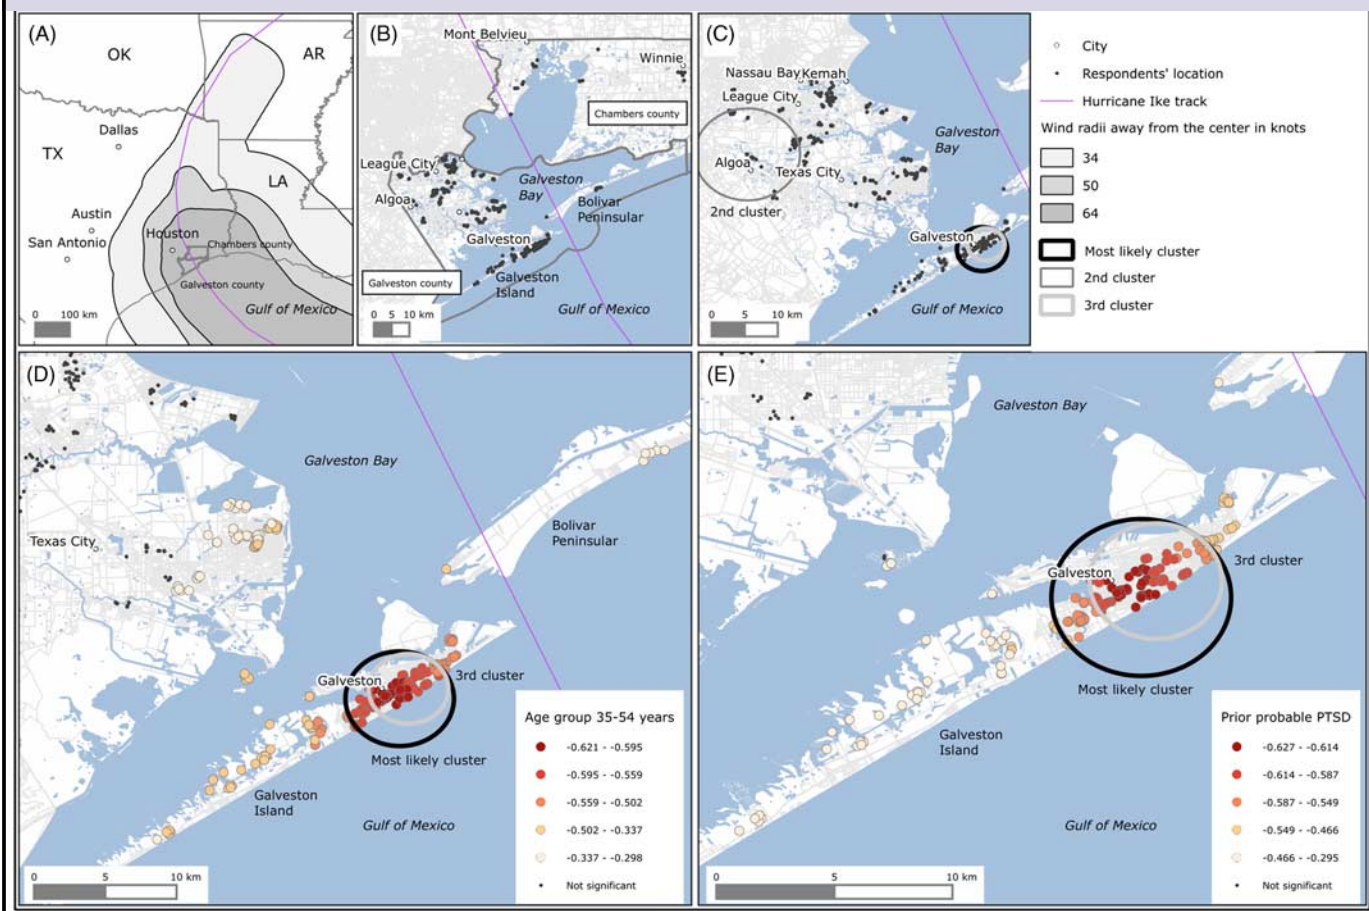 (A)
OK
AR
Dallas
TX
LA
Austin
San Antonio
Houston
Chambers county
Galveston county
Gulf of Mexico
0 100 km
(B)
Mont Belvieu
Winnie
Chambers county
League City
Galveston
Bay
Algoa
Bolivar
Peninsular
Galveston
Galveston
Island
Galveston county
Gulf of Mexico
0 5 10 km
(C)
Nassau Bay
Kemah
League City
Galveston
Bay
Algoa
Texas City
2nd cluster
Galveston
Gulf of Mexico
0 5 10 km
City
Respondents' location
Hurricane Ike track
Wind radii away from the center in knots
34
50
64
Most likely cluster
2nd cluster
3rd cluster
(D)
Galveston Bay
Texas City
Bolivar
Peninsular
Galveston
3rd cluster
Most likely cluster
Galveston
Island
Gulf of Mexico
0 5 10 km
Age group 35-54 years
-0.621 - -0.595
-0.595 - -0.559
-0.559 - -0.502
-0.502 - -0.337
-0.337 - -0.298
Not significant
(E)
Galveston Bay
Galveston
3rd cluster
Most likely cluster
Galveston
Island
Gulf of Mexico
0 5 10 km
Prior probable PTSD
-0.627 - -0.614
-0.614 - -0.587
-0.587 - -0.549
-0.549 - -0.466
-0.466 - -0.295
Not significant